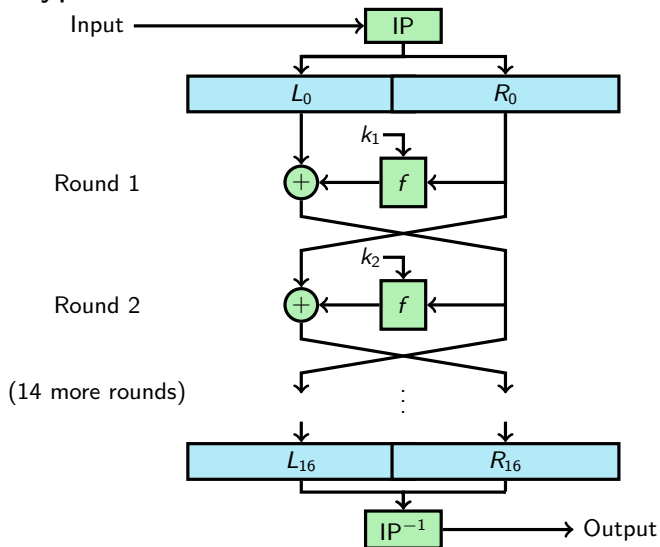 Input
IP
L₀
R₀
k₁
Round 1
+
f
k₂
Round 2
+
f
(14 more rounds)
⋮
L₁₆
R₁₆
IP⁻¹
Output